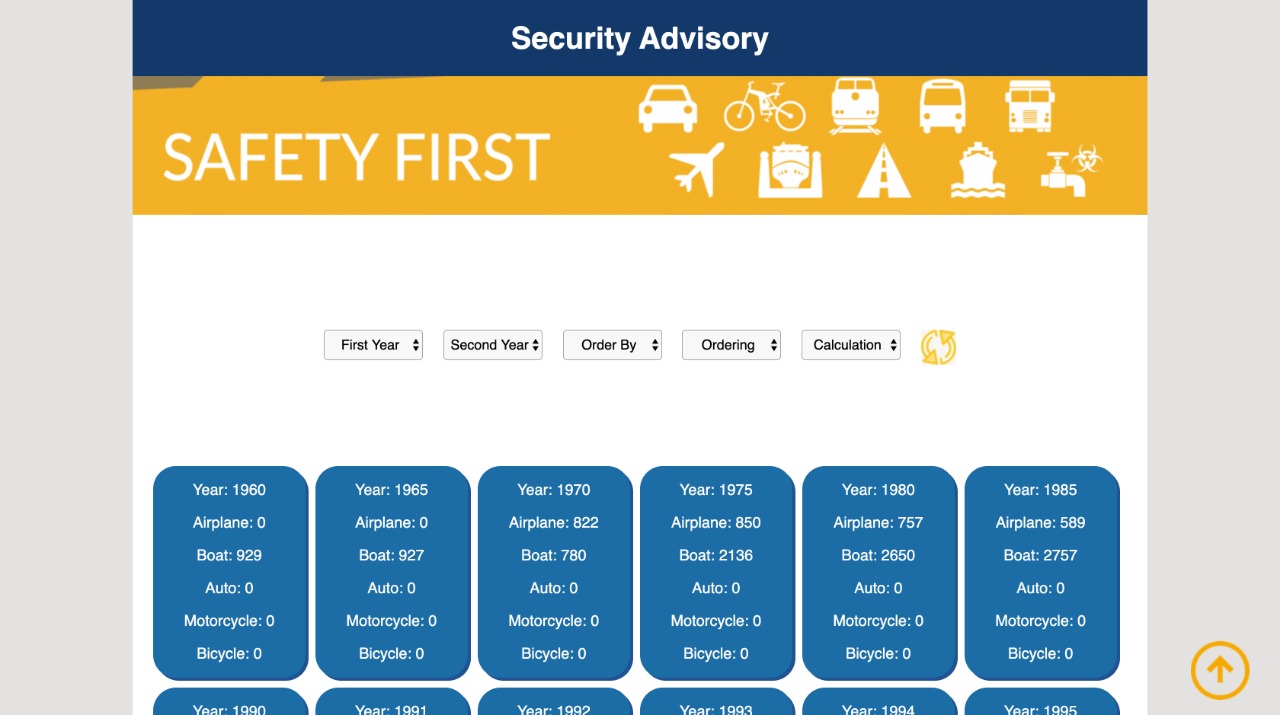 Security Advisory
SAFETY FIRST
First Year Second Year Order By Ordering Calculation
Year: 1960 Year: 1965 Year: 1970 Year: 1975 Year: 1980 Year: 1985
Airplane: 0 Airplane: 0 Airplane: 822 Airplane: 850 Airplane: 757 Airplane: 589
Boat: 929 Boat: 927 Boat: 780 Boat: 2136 Boat: 2650 Boat: 2757
Auto: 0 Auto: 0 Auto: 0 Auto: 0 Auto: 0 Auto: 0
Motorcycle: 0 Motorcycle: 0 Motorcycle: 0 Motorcycle: 0 Motorcycle: 0 Motorcycle: 0
Bicycle: 0 Bicycle: 0 Bicycle: 0 Bicycle: 0 Bicycle: 0 Bicycle: 0
Year: 1990 Year: 1991 Year: 1992 Year: 1993 Year: 1994 Year: 1995